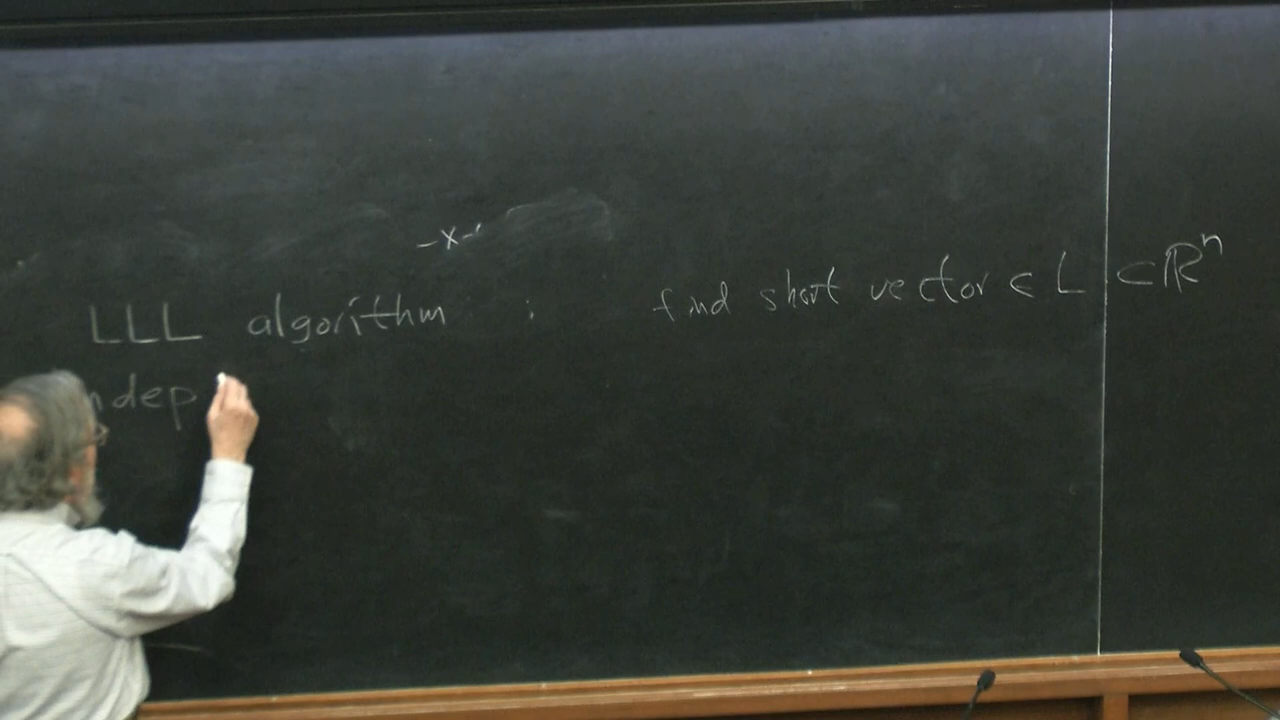 -x-
LLL algorithm : find short vector ∈ L ⊂ ℝⁿ
ndep